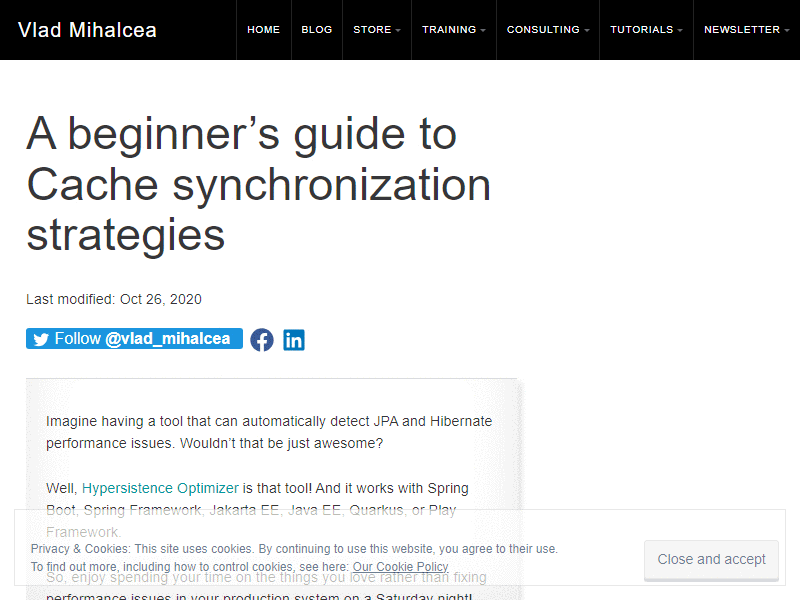 Vlad Mihalcea
HOME BLOG STORE TRAINING CONSULTING TUTORIALS NEWSLETTER
A beginner’s guide to
Cache synchronization
strategies
Last modified: Oct 26, 2020
Follow @vlad_mihalcea
Imagine having a tool that can automatically detect JPA and Hibernate
performance issues. Wouldn’t that be just awesome?
Well, Hypersistence Optimizer is that tool! And it works with Spring
Boot, Spring Framework, Jakarta EE, Java EE, Quarkus, or Play
Framework.
Privacy & Cookies: This site uses cookies. By continuing to use this website, you agree to their use.
To find out more, including how to control cookies, see here: Our Cookie Policy
Close and accept
So, enjoy spending your time on the things you love rather than fixing
performance issues in your production system on a Saturday night!